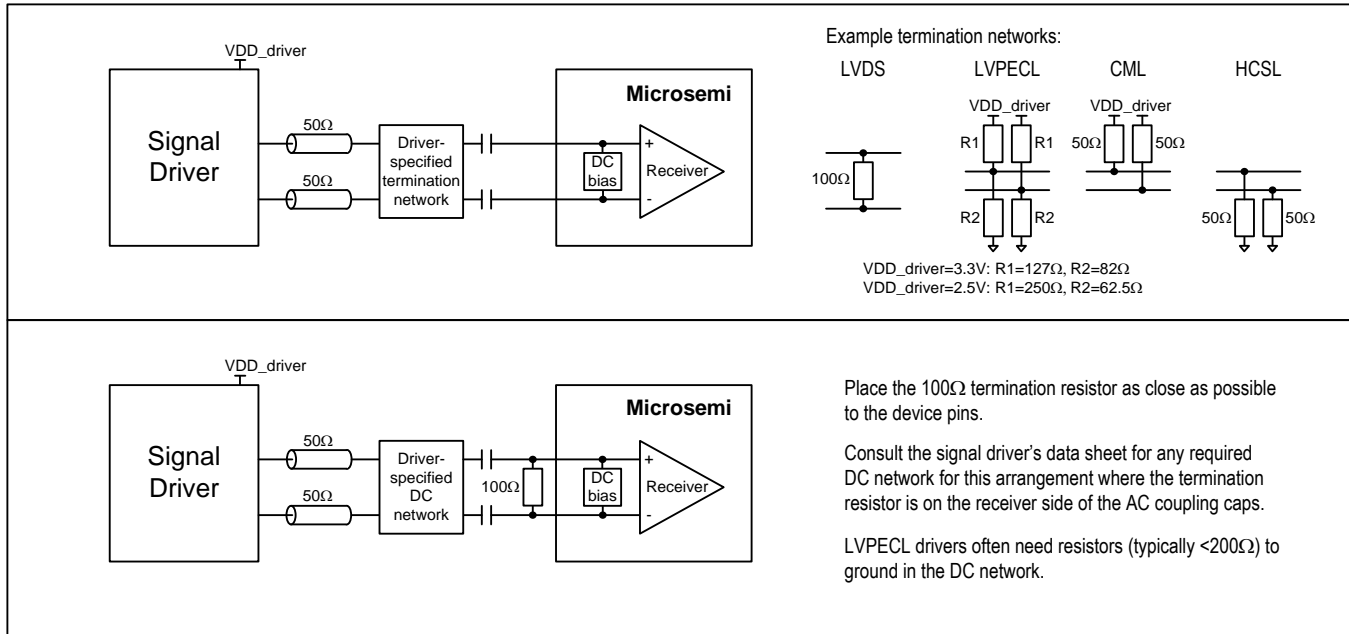 VDD_driver
Signal
Driver
50Ω
50Ω
Driver-
specified
termination
network
Microsemi
+
DC
bias
Receiver
-
Example termination networks:
LVDS
LVPECL
CML
HCSL
100Ω
VDD_driver
R1
R1
R2
R2
VDD_driver
50Ω
50Ω
50Ω
50Ω
VDD_driver=3.3V: R1=127Ω, R2=82Ω
VDD_driver=2.5V: R1=250Ω, R2=62.5Ω
VDD_driver
Signal
Driver
50Ω
50Ω
Driver-
specified
DC
network
100Ω
Microsemi
+
DC
bias
Receiver
-
Place the 100Ω termination resistor as close as possible
to the device pins.
Consult the signal driver’s data sheet for any required
DC network for this arrangement where the termination
resistor is on the receiver side of the AC coupling caps.
LVPECL drivers often need resistors (typically <200Ω) to
ground in the DC network.